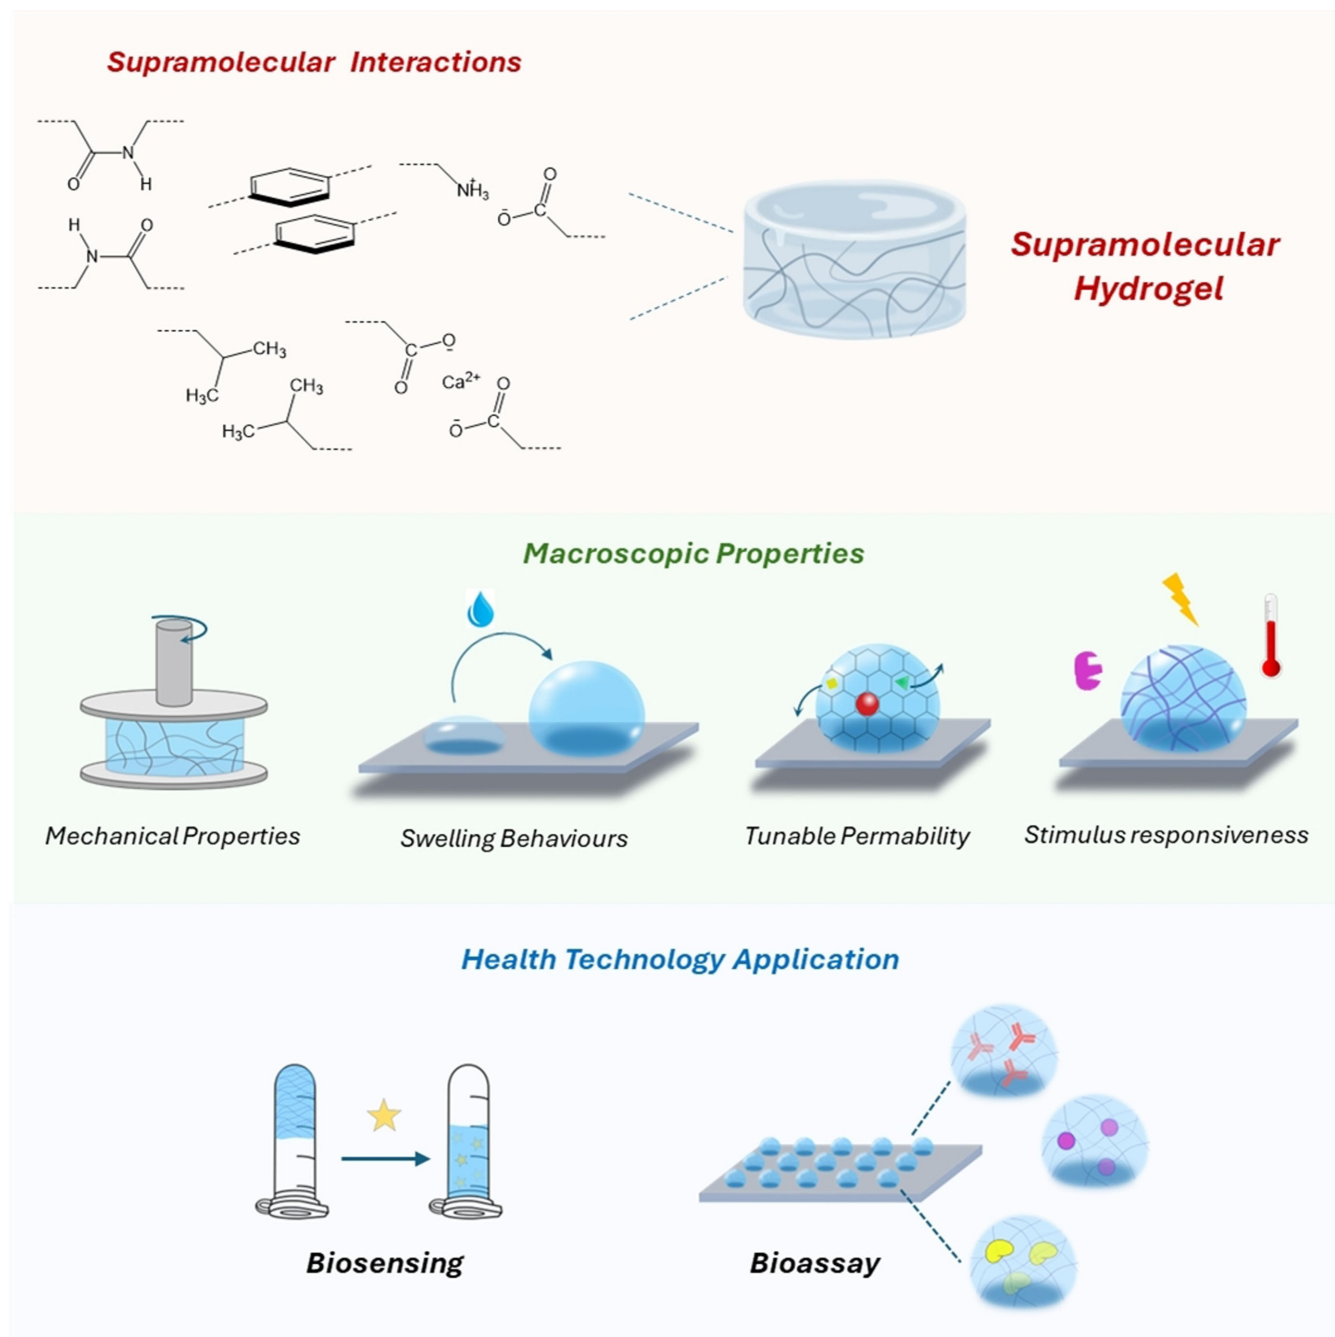 Supramolecular Interactions
O
N
H
NH₃⁺
O
O⁻
C
H
N
O
Supramolecular
Hydrogel
CH₃
H₃C
C
O⁻
O
Ca²⁺
CH₃
H₃C
O
O⁻
C
Macroscopic Properties
Mechanical Properties
Swelling Behaviours
Tunable Permability
Stimulus responsiveness
Health Technology Application
Biosensing
Bioassay